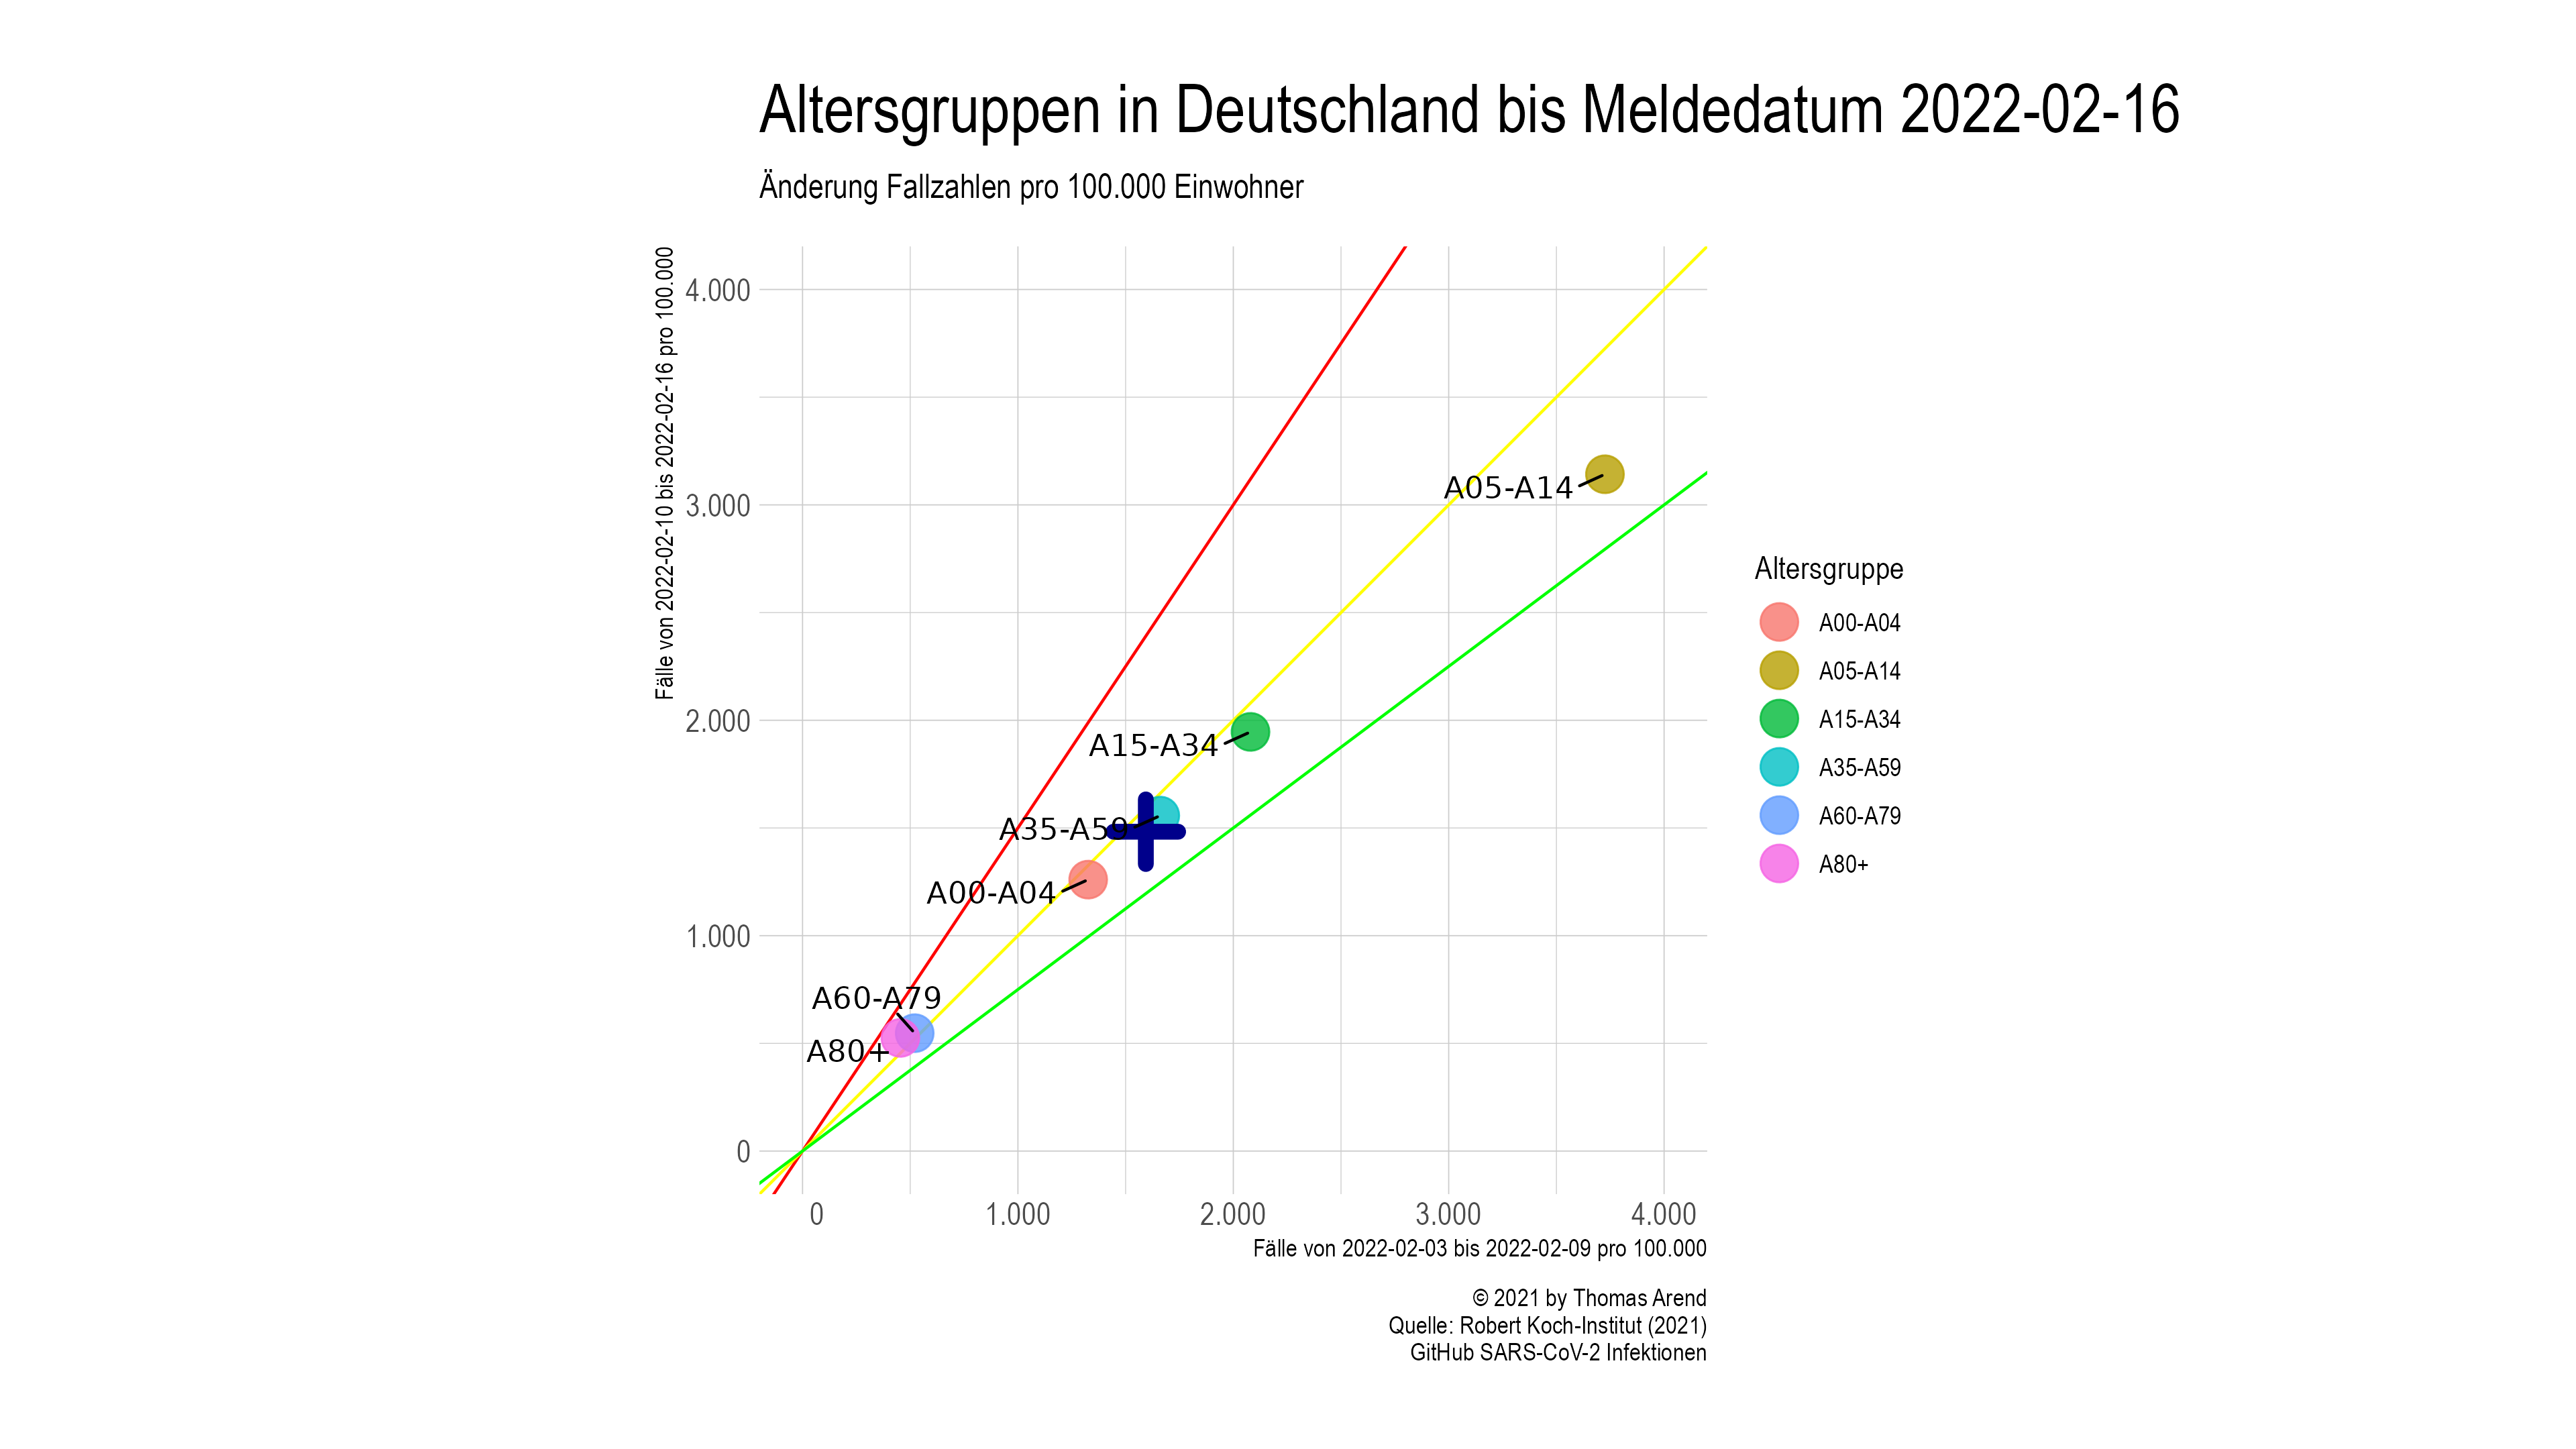 Altersgruppen in Deutschland bis Meldedatum 2022-02-16
Änderung Fallzahlen pro 100.000 Einwohner
Fälle von 2022-02-10 bis 2022-02-16 pro 100.000
4.000
3.000
2.000
1.000
0
A05-A14
A15-A34
A35-A59
A00-A04
A60-A79
A80+
0
1.000
2.000
3.000
4.000
Fälle von 2022-02-03 bis 2022-02-09 pro 100.000
Altersgruppe
A00-A04
A05-A14
A15-A34
A35-A59
A60-A79
A80+
© 2021 by Thomas Arend
Quelle: Robert Koch-Institut (2021)
GitHub SARS-CoV-2 Infektionen